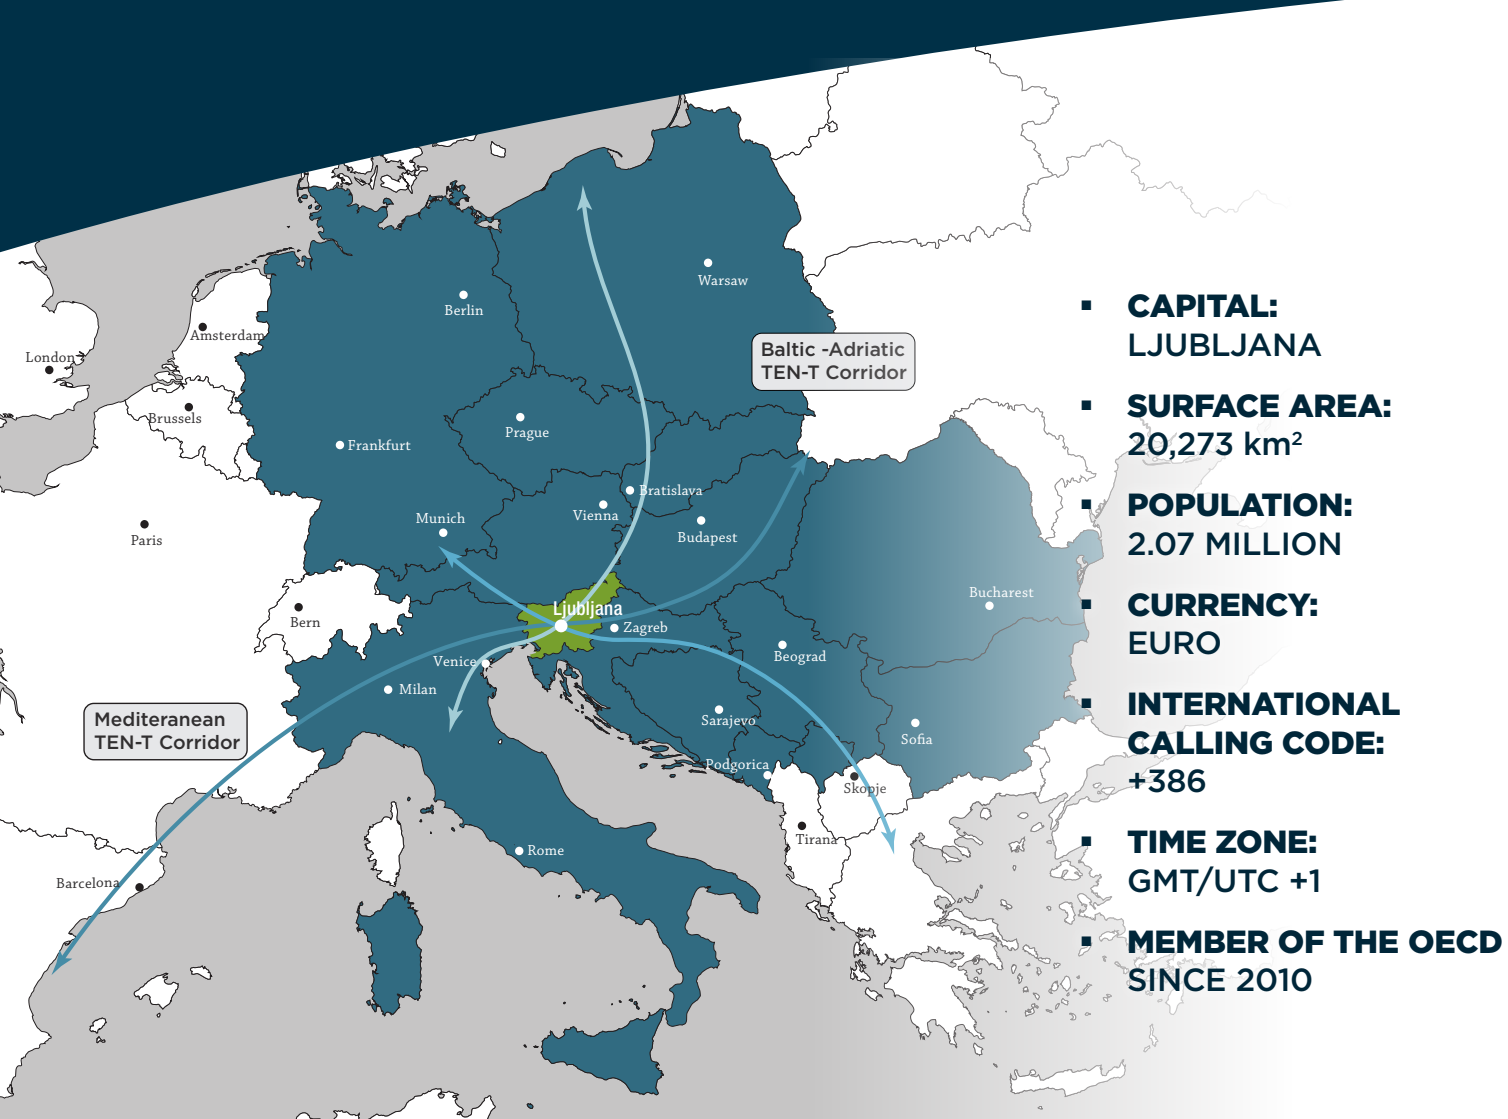 Warsaw
Berlin
Amsterdam
London
Baltic -Adriatic
TEN-T Corridor
Brussels
Prague
Frankfurt
Bratislava
Munich
Vienna
Budapest
Paris
Bucharest
Ljubljana
Bern
Zagreb
Venice
Beograd
Milan
Mediteranean
TEN-T Corridor
Sarajevo
Sofia
Podgorica
Skopje
Tirana
Rome
Barcelona
▪ CAPITAL:
LJUBLJANA
▪ SURFACE AREA:
20,273 km²
▪ POPULATION:
2.07 MILLION
▪ CURRENCY:
EURO
▪ INTERNATIONAL
CALLING CODE:
+386
▪ TIME ZONE:
GMT/UTC +1
▪ MEMBER OF THE OECD
SINCE 2010